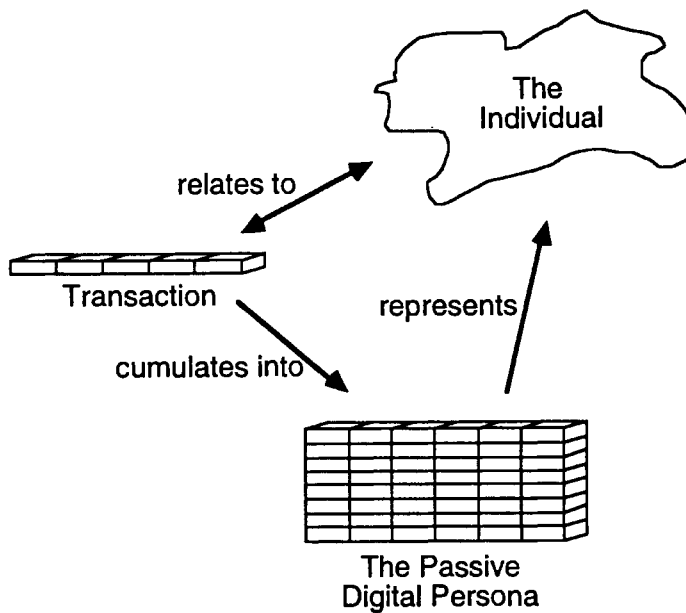 The
Individual
relates to
Transaction
represents
cumulates into
The Passive
Digital Persona